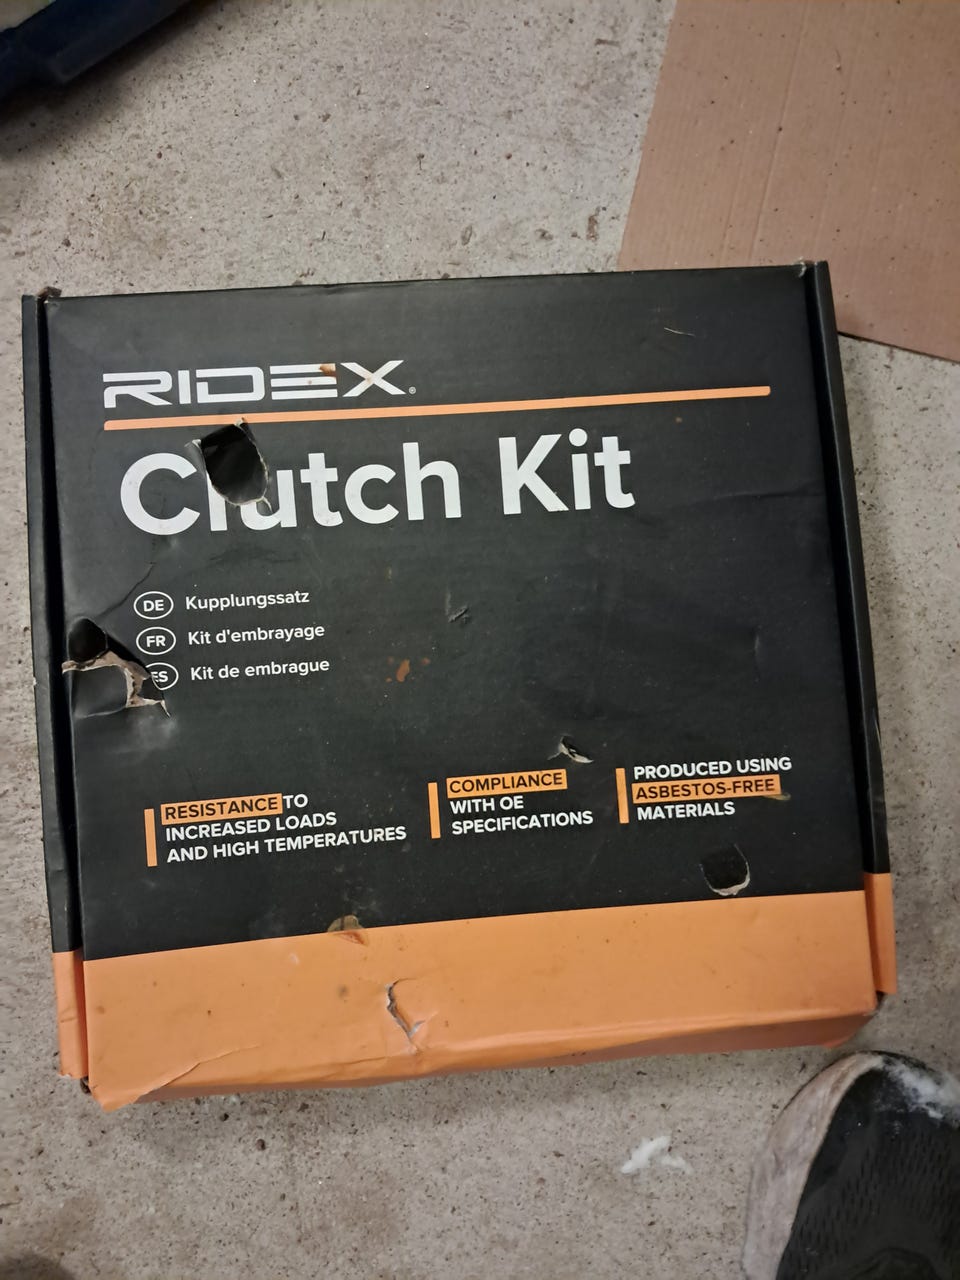 RIDEX®
Clutch Kit
DE Kupplungssatz
FR Kit d'embrayage
ES Kit de embrague
RESISTANCE TO
INCREASED LOADS
AND HIGH TEMPERATURES
COMPLIANCE
WITH OE
SPECIFICATIONS
PRODUCED USING
ASBESTOS-FREE
MATERIALS